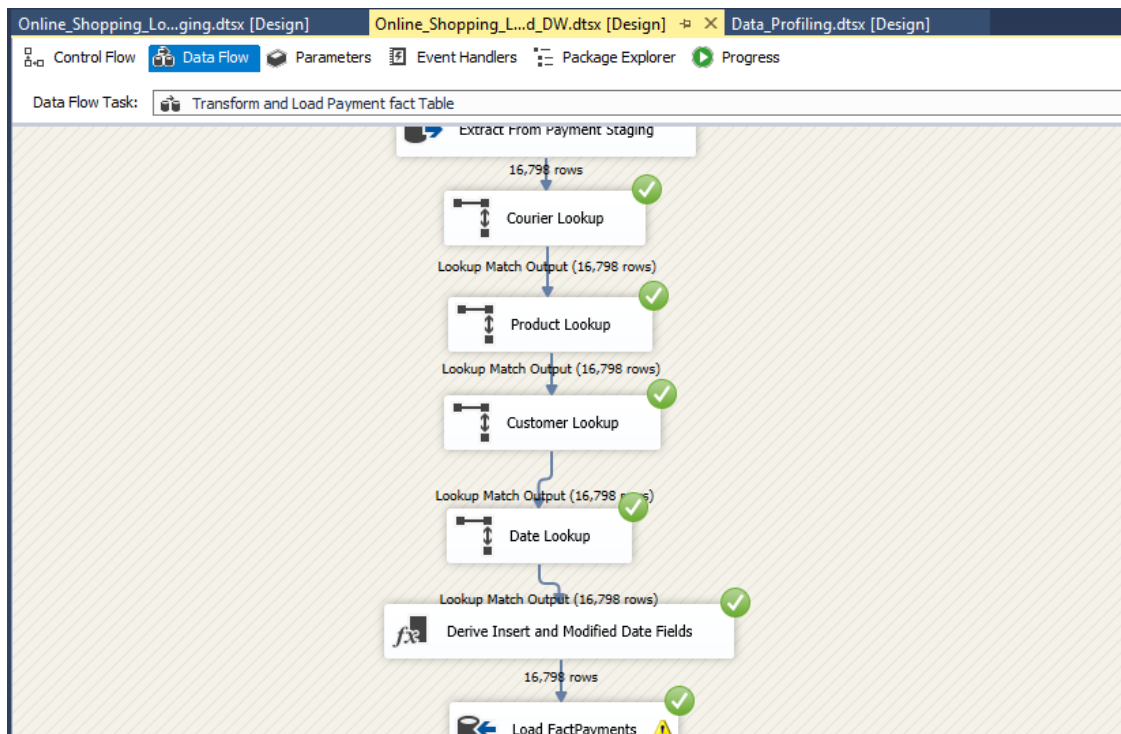 Online_Shopping_Lo...ging.dtsx [Design] Online_Shopping_L...d_DW.dtsx [Design] Data_Profiling.dtsx [Design]
Control Flow Data Flow Parameters Event Handlers Package Explorer Progress
Data Flow Task: Transform and Load Payment fact Table
Extract From Payment Staging
16,798 rows
Courier Lookup
Lookup Match Output (16,798 rows)
Product Lookup
Lookup Match Output (16,798 rows)
Customer Lookup
Lookup Match Output (16,798 rows)
Date Lookup
Lookup Match Output (16,798 rows)
Derive Insert and Modified Date Fields
16,798 rows
Load FactPayments